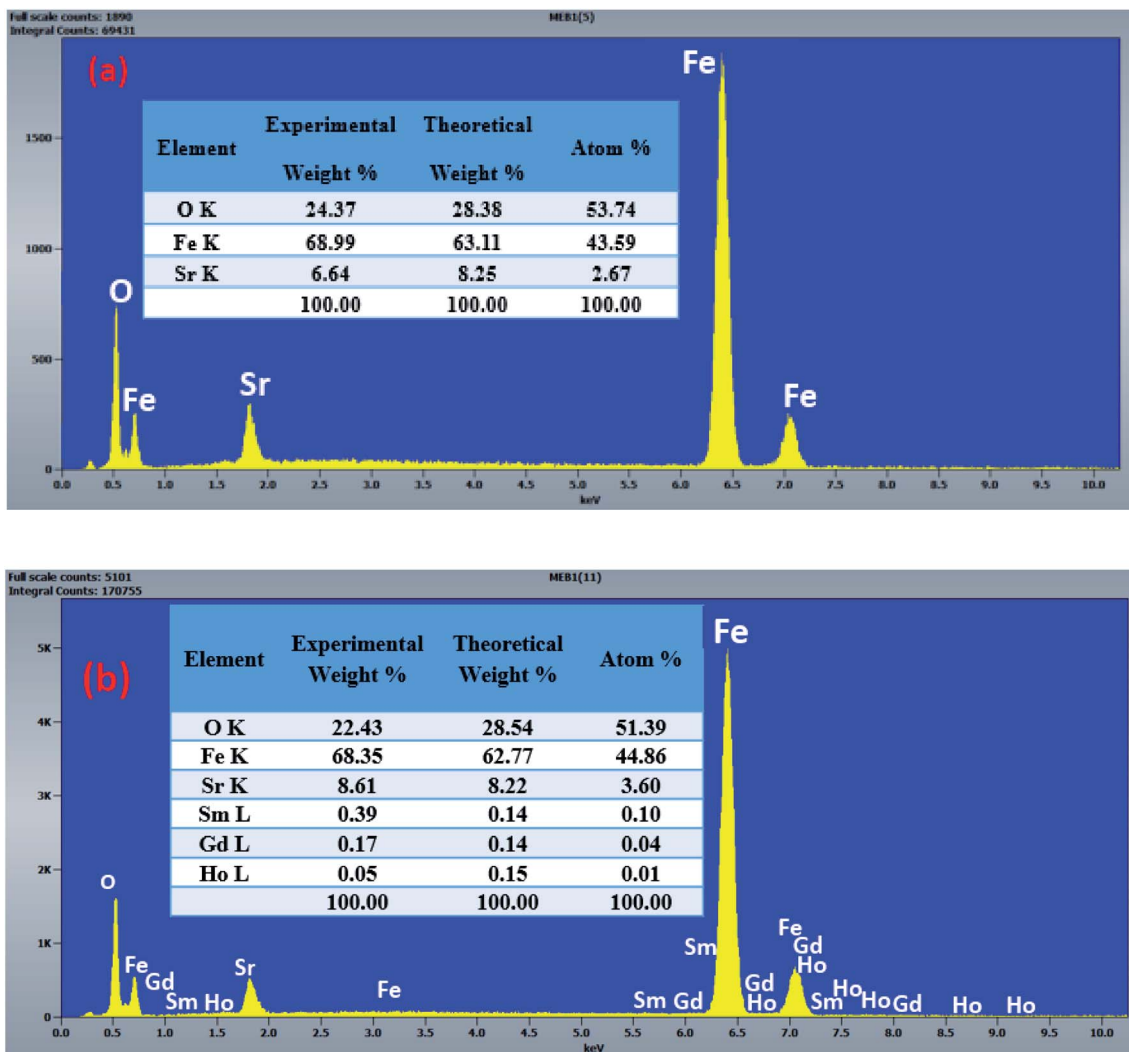 Full scale counts: 1890
MEB1(5)
Integral Counts: 69431
(a)
Fe
Element Experimental Weight % Theoretical Weight % Atom %
O K 24.37 28.38 53.74
Fe K 68.99 63.11 43.59
Sr K 6.64 8.25 2.67
100.00 100.00 100.00
1500
1000
500
0
O
Fe
Sr
Fe
0.0 0.5 1.0 1.5 2.0 2.5 3.0 3.5 4.0 4.5 5.0 5.5 6.0 6.5 7.0 7.5 8.0 8.5 9.0 9.5 10.0
keV
Full scale counts: 5101
MEB1(11)
Integral Counts: 170755
(b)
Fe
Element Experimental Weight % Theoretical Weight % Atom %
O K 22.43 28.54 51.39
Fe K 68.35 62.77 44.86
Sr K 8.61 8.22 3.60
Sm L 0.39 0.14 0.10
Gd L 0.17 0.14 0.04
Ho L 0.05 0.15 0.01
100.00 100.00 100.00
5K
4K
3K
2K
1K
0
O
Fe
Gd
Sm Ho
Sr
Fe
Sm
Sm Gd
Gd
Ho
Fe
Gd
Ho
Sm
Ho
Ho
Gd
Ho
Ho
0.0 0.5 1.0 1.5 2.0 2.5 3.0 3.5 4.0 4.5 5.0 5.5 6.0 6.5 7.0 7.5 8.0 8.5 9.0 9.5 10.0
keV